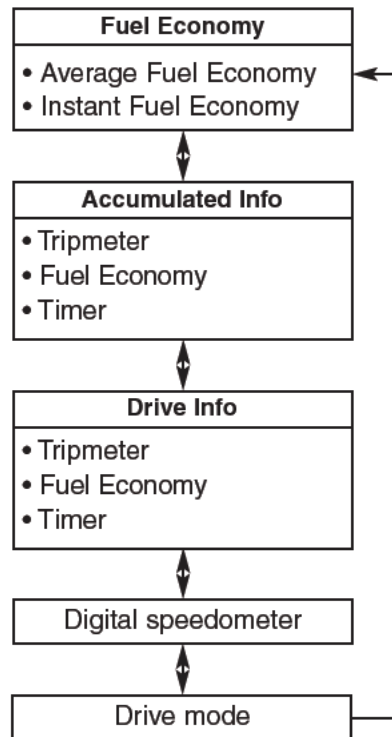 Fuel Economy
• Average Fuel Economy
• Instant Fuel Economy
Accumulated Info
• Tripmeter
• Fuel Economy
• Timer
Drive Info
• Tripmeter
• Fuel Economy
• Timer
Digital speedometer
Drive mode